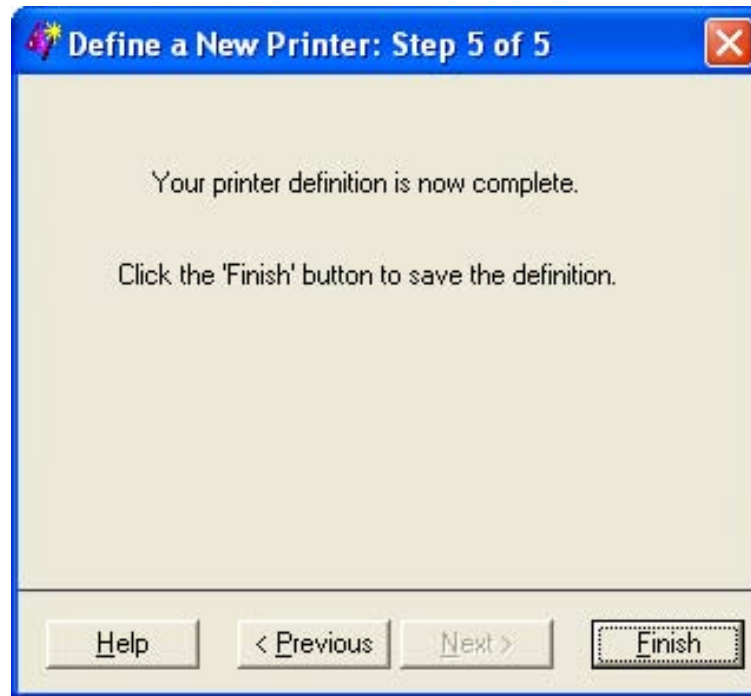 Define a New Printer: Step 5 of 5
Your printer definition is now complete.
Click the 'Finish' button to save the definition.
Help < Previous Next > Finish